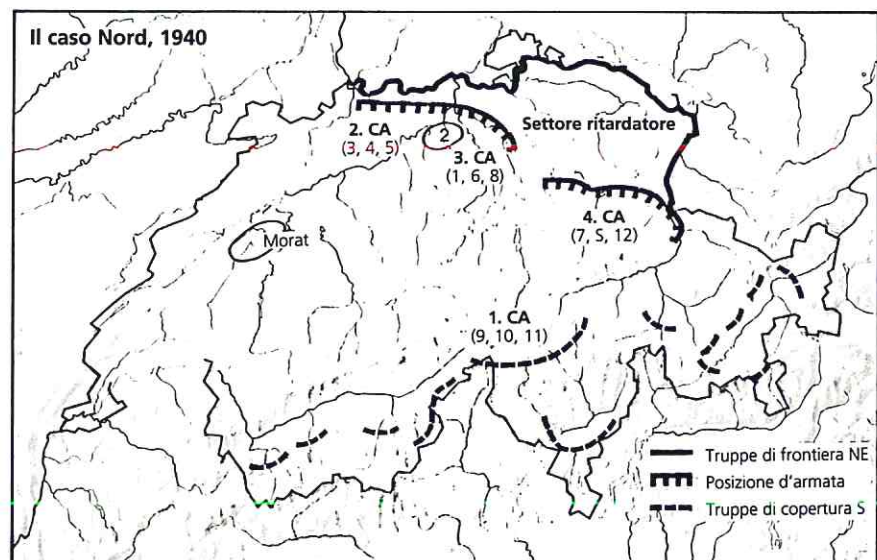 Il caso Nord, 1940
Settore ritardatore
2. CA
(3, 4, 5)
2
3. CA
(1, 6, 8)
4. CA
(7, S, 12)
Morat
1. CA
(9, 10, 11)
Truppe di frontiera NE
Posizione d'armata
Truppe di copertura S